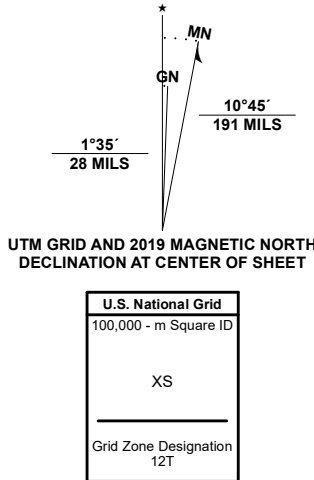 ★
MN
GN
1°35´
28 MILS
10°45´
191 MILS
UTM GRID AND 2019 MAGNETIC NORTH
DECLINATION AT CENTER OF SHEET
U.S. National Grid
100,000 - m Square ID
XS
Grid Zone Designation
12T